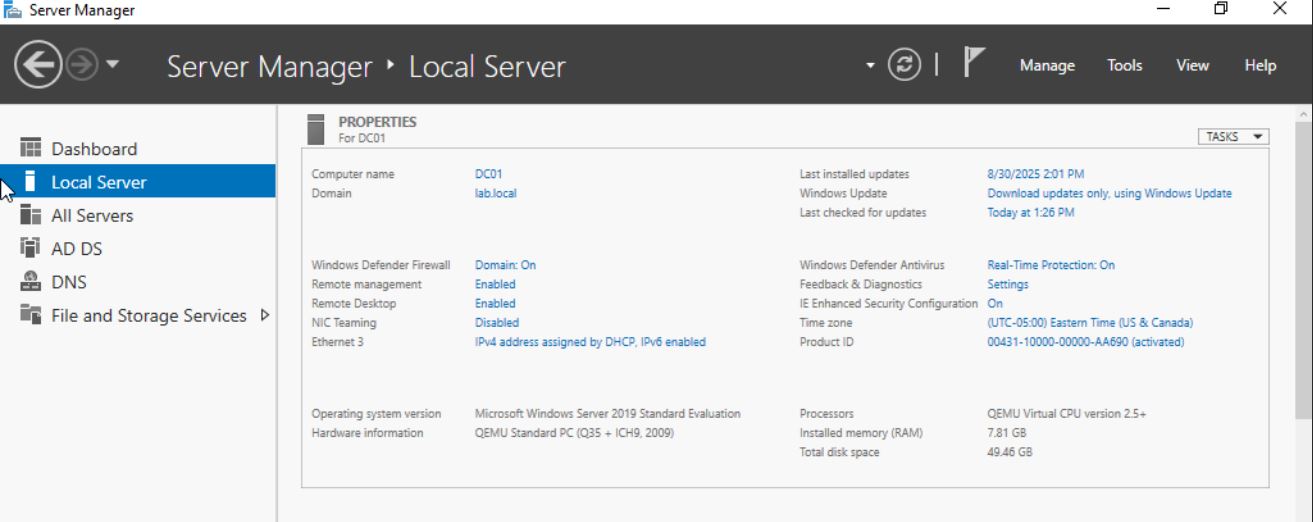 Server Manager
Server Manager ‣ Local Server
Manage Tools View Help
Dashboard
Local Server
All Servers
AD DS
DNS
File and Storage Services
PROPERTIES
For DC01
TASKS
Computer name DC01
Domain lab.local
Last installed updates 8/30/2025 2:01 PM
Windows Update Download updates only, using Windows Update
Last checked for updates Today at 1:26 PM
Windows Defender Firewall Domain: On
Remote management Enabled
Remote Desktop Enabled
NIC Teaming Disabled
Ethernet 3 IPv4 address assigned by DHCP, IPv6 enabled
Windows Defender Antivirus Real-Time Protection: On
Feedback & Diagnostics Settings
IE Enhanced Security Configuration On
Time zone (UTC-05:00) Eastern Time (US & Canada)
Product ID 00431-10000-00000-AA690 (activated)
Operating system version Microsoft Windows Server 2019 Standard Evaluation
Hardware information QEMU Standard PC (Q35 + ICH9, 2009)
Processors QEMU Virtual CPU version 2.5+
Installed memory (RAM) 7.81 GB
Total disk space 49.46 GB